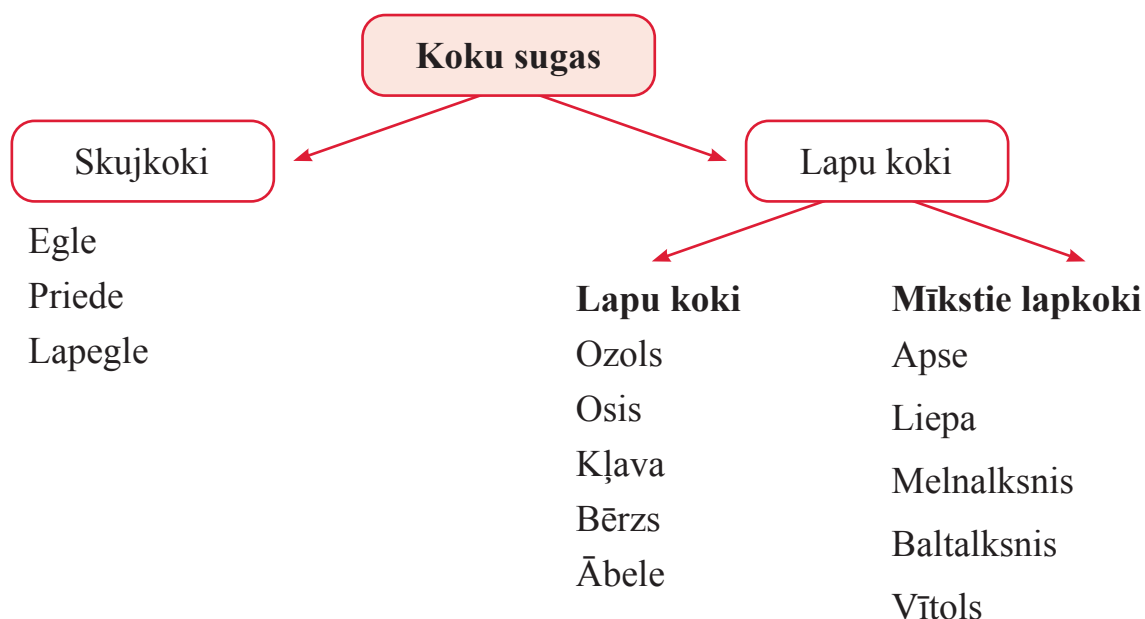 Koku sugas
Skujkoki
Egle
Priede
Lapegle
Lapu koki
Lapu koki
Ozols
Osis
Kļava
Bērzs
Ābele
Mīkstie lapkoki
Apse
Liepa
Melnalksnis
Baltalksnis
Vītols